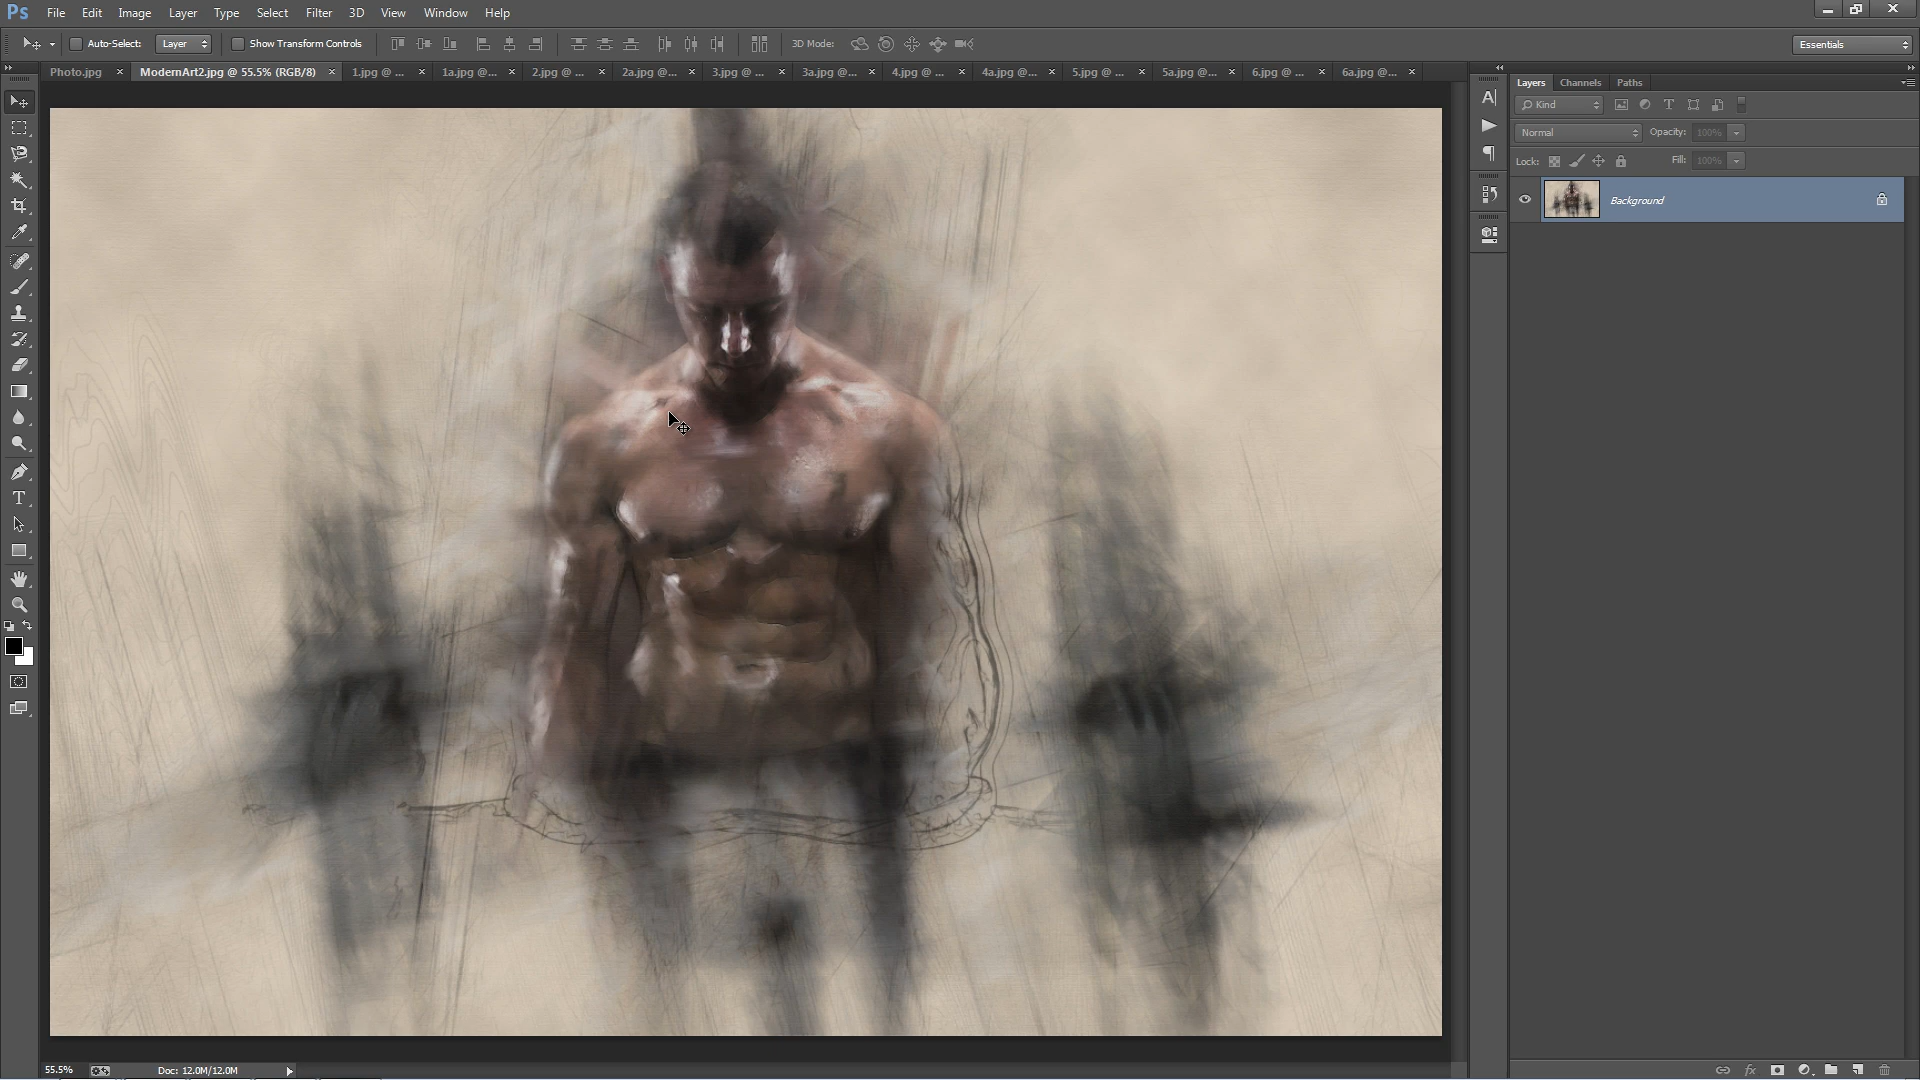 Ps File Edit Image Layer Type Select Filter 3D View Window Help
Auto-Select: Layer Show Transform Controls 3D Mode: Essentials
Photo.jpg ModernArt2.jpg @ 55.5% (RGB/8) 1.jpg @ ... 1a.jpg @... 2.jpg @ ... 2a.jpg @... 3.jpg @ ... 3a.jpg @... 4.jpg @ ... 4a.jpg @... 5.jpg @ ... 5a.jpg @... 6.jpg @ ... 6a.jpg @...
Layers Channels Paths
Kind
Normal Opacity: 100%
Lock: Fill: 100%
Background
55.5% Doc: 12.0M/12.0M